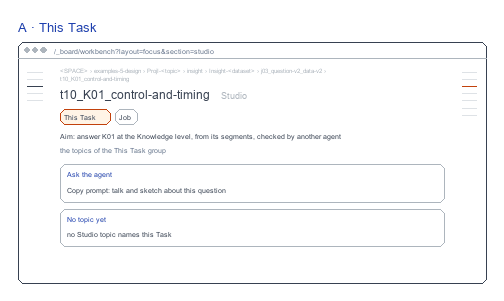 A · This Task
/_board/workbench?layout=focus&section=studio
<SPACE> › examples-5-design › Proj-<topic> › insight › Insight-<dataset> › j03_question-v2_data-v2 ›
t10_K01_control-and-timing
t10_K01_control-and-timing Studio
This Task Job
Aim: answer K01 at the Knowledge level, from its segments, checked by another agent
the topics of the This Task group
Ask the agent
Copy prompt: talk and sketch about this question
No topic yet
no Studio topic names this Task